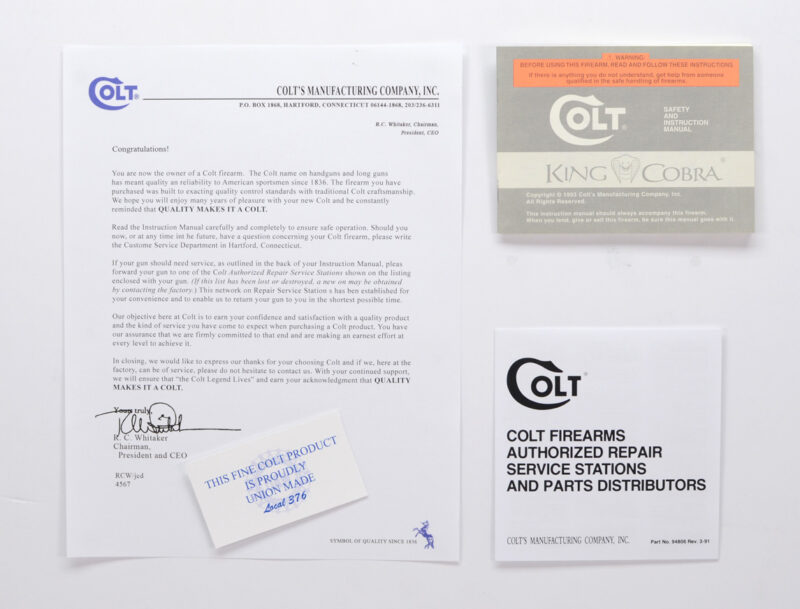 COLT®
COLT'S MANUFACTURING COMPANY, INC.
P.O. BOX 1868, HARTFORD, CONNECTICUT 06144-1868, 203/236-6311
R.C. Whitaker, Chairman,
President, CEO
Congratulations!
You are now the owner of a Colt firearm. The Colt name on handguns and long guns
has meant quality an reliability to American sportsmen since 1836. The firearm you have
purchased was built to exacting quality control standards with traditional Colt craftsmanship.
We hope you will enjoy many years of pleasure with your new Colt and he constantly
reminded that QUALITY MAKES IT A COLT.
Read the Instruction Manual carefully and completely to ensure safe operation. Should you
now, or at any time int he future, have a question concerning your Colt firearm, please write
the Custome Service Department in Hartford, Connecticut.
If your gun should need service, as outlined in the back of your Instruction Manual, pleas
forward your gun to one of the Colt Authorized Repair Service Stations shown on the listing
enclosed with your gun. (If this list has been lost or destroyed, a new on may be obtained
by contacting the factory.) This network on Repair Service Station s has ben established for
your convenience and to enable us to return your gun to you in the shortest possible time.
Our objective here at Colt is to earn your confidence and satisfaction with a quality product
and the kind of service you have come to expect when purchasing a Colt product. You have
our assurance that we are firmly committed to that end and are making an earnest effort at
every level to achieve it.
In closing, we would like to express our thanks for your choosing Colt and if we, here at the
factory, can be of service, please do not hesitate to contact us. With your continued support,
we will ensure that "the Colt Legend Lives" and earn your acknowledgment that QUALITY
MAKES IT A COLT.
Yours truly,
R. C. Whitaker
Chairman,
President and CEO
RCW/jed
4567
THIS FINE COLT PRODUCT
IS PROUDLY
UNION MADE
Local 376
SYMBOL OF QUALITY SINCE 1836
WARNING:
BEFORE USING THIS FIREARM, READ AND FOLLOW THESE INSTRUCTIONS
If there is anything you do not understand, get help from someone
qualified in the safe handling of firearms.
COLT®
SAFETY
AND
INSTRUCTION
MANUAL
KING COBRA®
Copyright © 1993 Colt's Manufacturing Company, Inc.
All Rights Reserved.
This instruction manual should always accompany this firearm.
When you lend, give or sell this firearm, be sure this manual goes with it.
COLT®
COLT FIREARMS
AUTHORIZED REPAIR
SERVICE STATIONS
AND PARTS DISTRIBUTORS
COLT'S MANUFACTURING COMPANY, INC.
Part No. 94806 Rev. 3-91